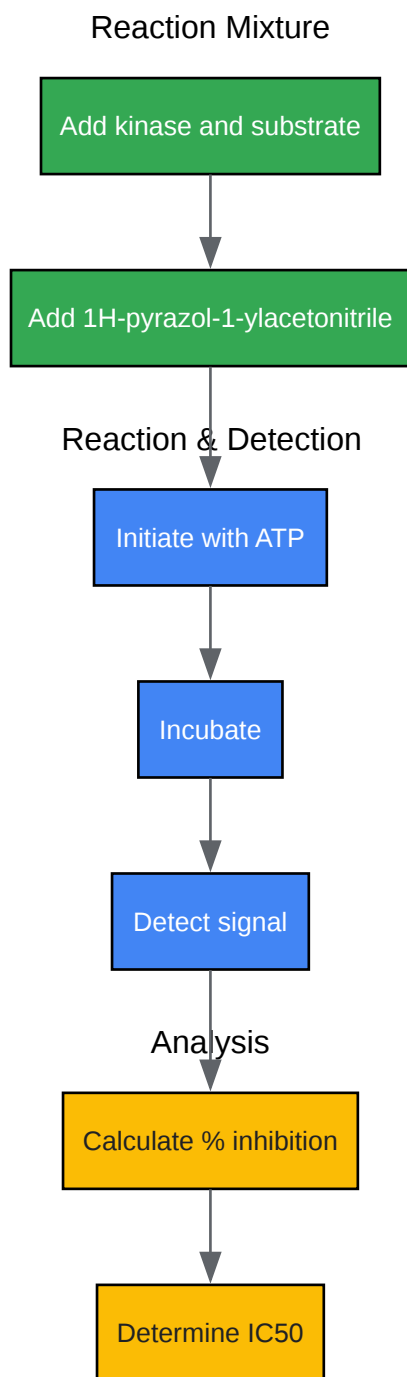 Reaction Mixture
Add kinase and substrate
Add 1H-pyrazol-1-ylacetonitrile
Reaction & Detection
Initiate with ATP
Incubate
Detect signal
Analysis
Calculate % inhibition
Determine IC50